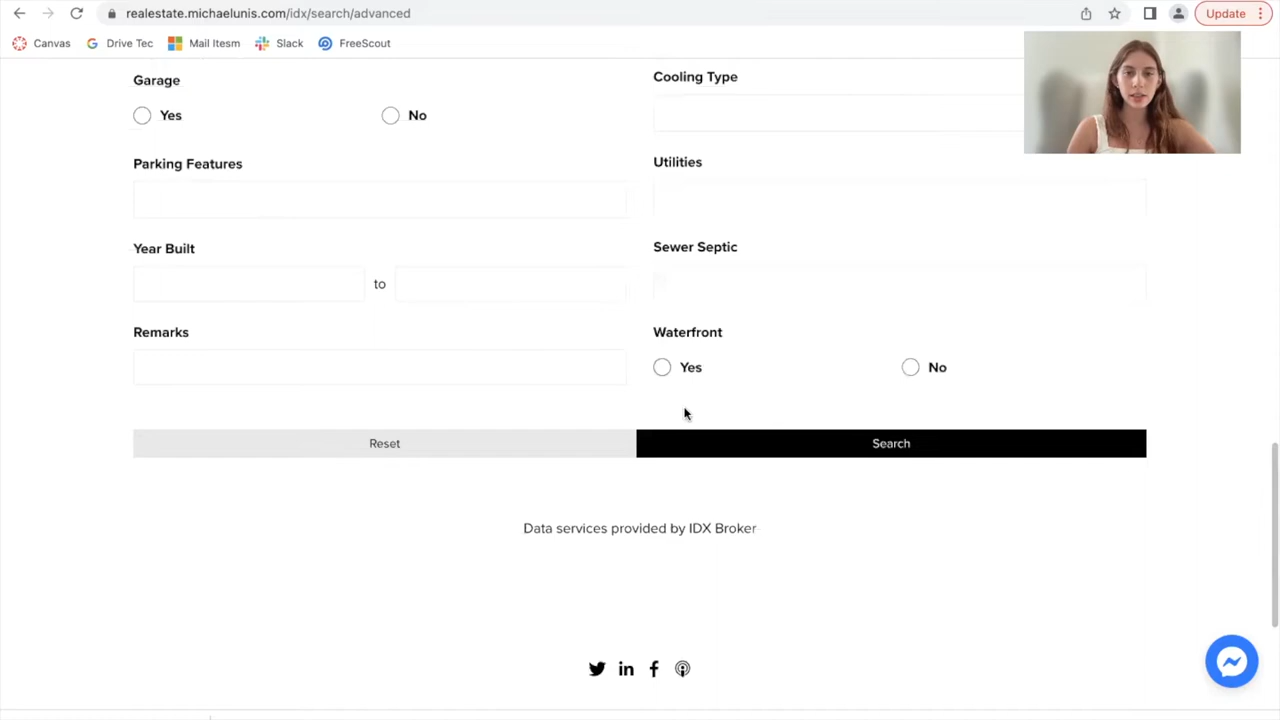 realestate.michaelunis.com/idx/search/advanced
Update
Canvas
Drive Tec
Mail Itesm
Slack
FreeScout
Garage
Yes
No
Cooling Type
Parking Features
Utilities
Year Built
to
Sewer Septic
Remarks
Waterfront
Yes
No
Reset
Search
Data services provided by IDX Broker